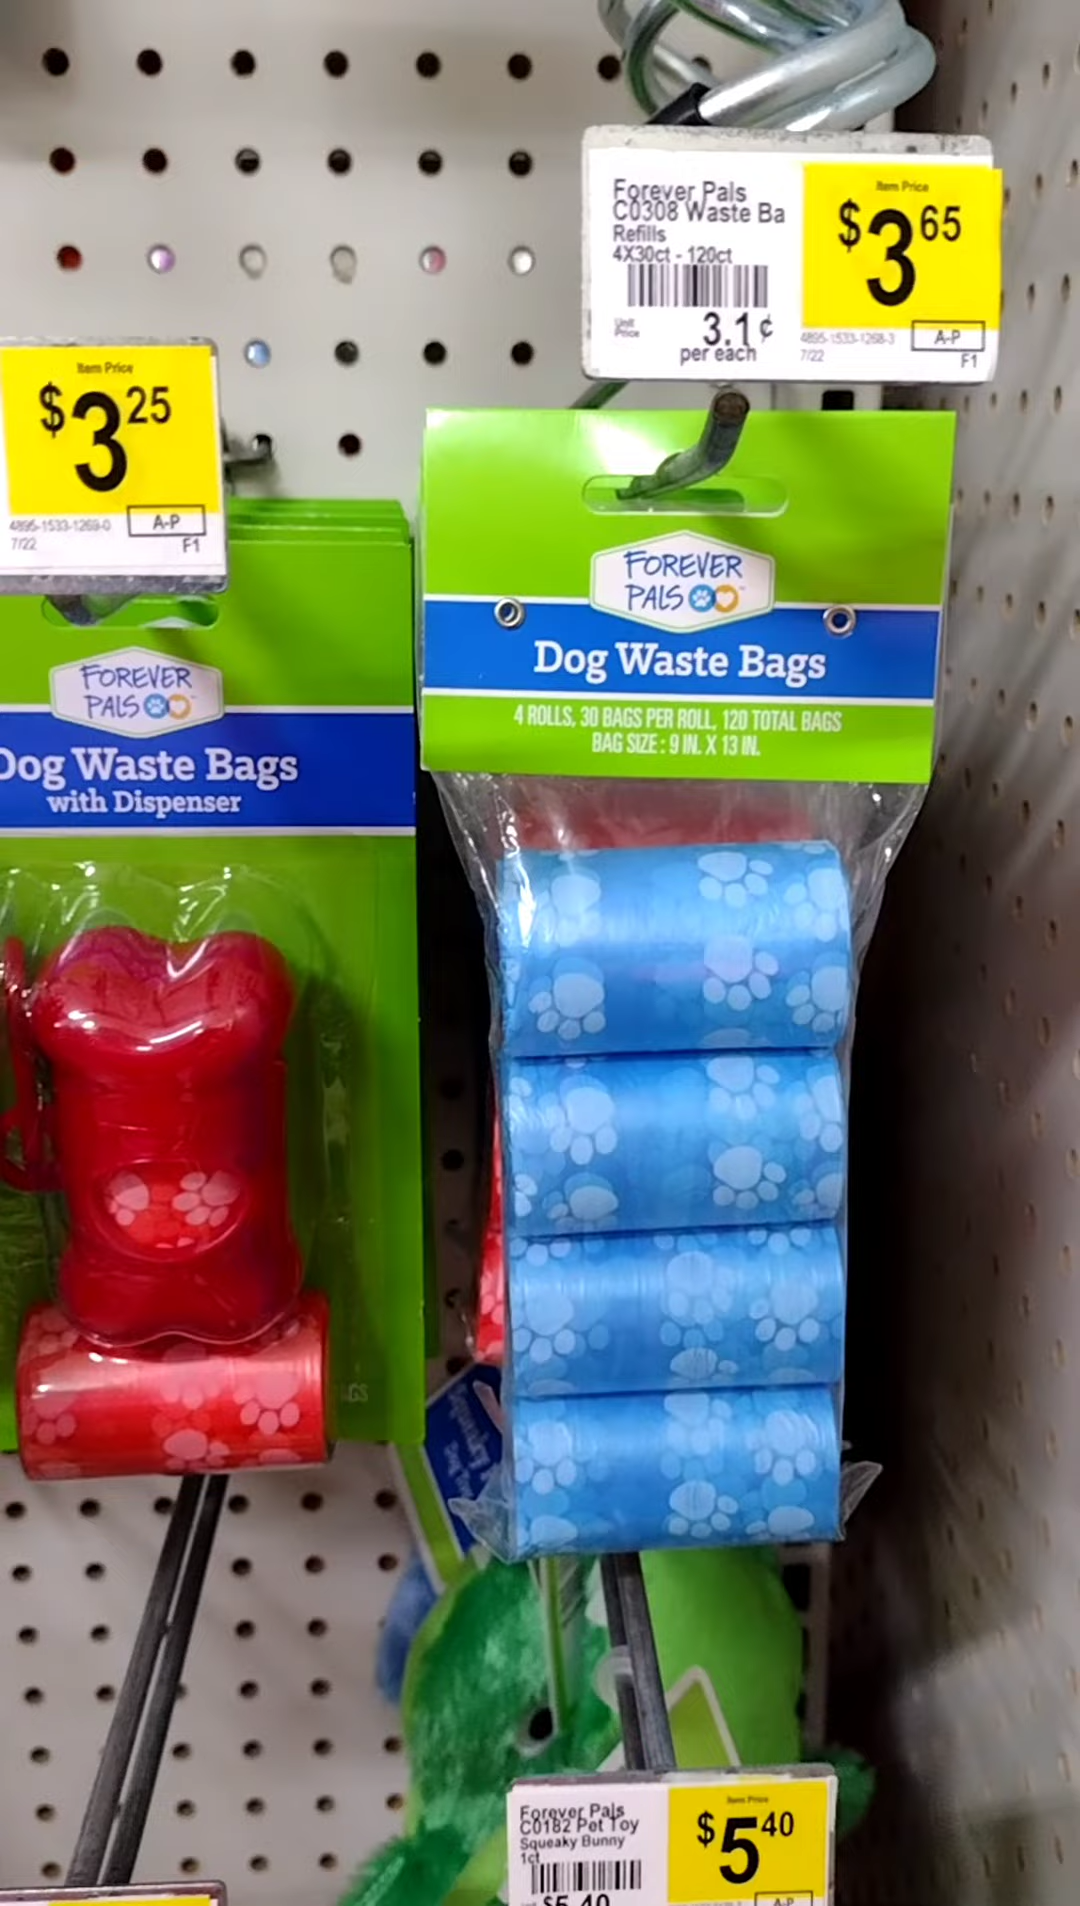 Forever Pals
C0308 Waste Ba
Refills
4X30ct - 120ct
Unit
Price
3.1¢
per each
Item Price
$3 65
4895-1533-1268-3
7/22
A-P
F1
Item Price
$3 25
4895-1533-1269-0
7/22
A-P
F1
FOREVER
PALS
Dog Waste Bags
with Dispenser
GS
FOREVER
PALS
Dog Waste Bags
4 ROLLS, 30 BAGS PER ROLL, 120 TOTAL BAGS
BAG SIZE: 9 IN. X 13 IN.
Forever Pals
C0182 Pet Toy
Squeaky Bunny
1ct
$5.40
Item Price
$5 40
A-P